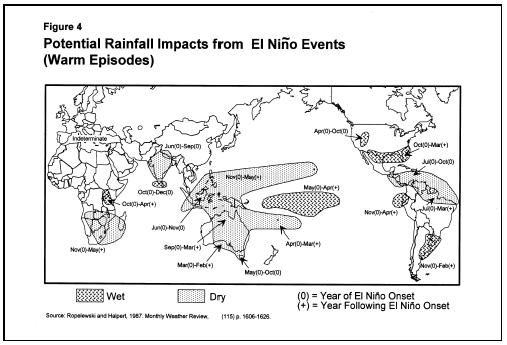 Figure 4
Potential Rainfall Impacts from El Niño Events
(Warm Episodes)
Apr(0)-Oct(0)
Indeterminate
Jun(0)-Sep(0)
Oct(0)-Mar(+)
Jul(0)-Oct(0)
Nov(0)-May(+)
Oct(0)-Dec(0)
May(0)-Apr(+)
Oct(0)-Apr(+)
Nov(0)-Apr(+)
Jul(0)-Mar(+)
Jun(0)-Nov(0)
Nov(0)-May(+)
Sep(0)-Mar(+)
Apr(0)-Mar(+)
Mar(0)-Feb(+)
May(0)-Oct(0)
Nov(0)-Feb(+)
Wet
Dry
(0) = Year of El Niño Onset
(+) = Year Following El Niño Onset
Source: Ropelewski and Halpert, 1987. Monthly Weather Review, (115) p. 1606-1626.